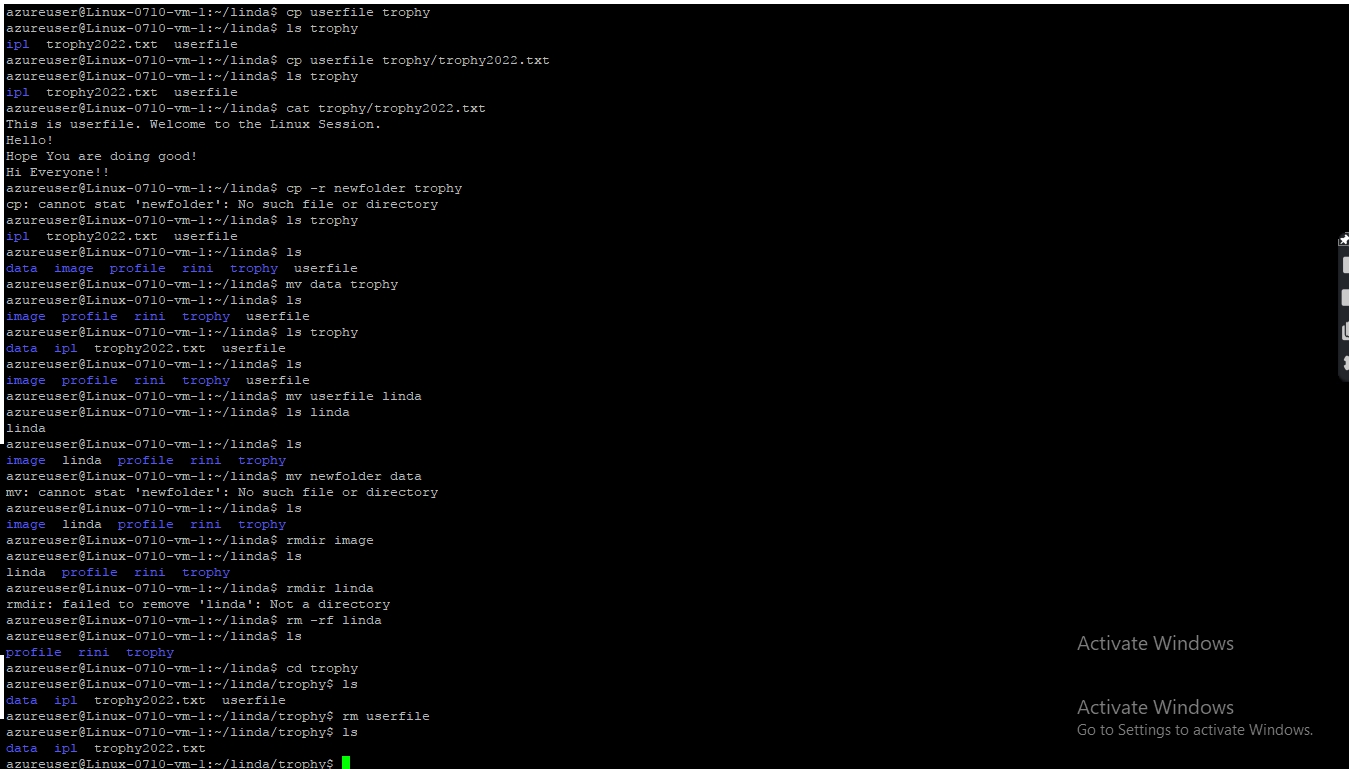 azureuser@Linux-0710-vm-1:~/linda$ cp userfile trophy
azureuser@Linux-0710-vm-1:~/linda$ ls trophy
ipl  trophy2022.txt  userfile
azureuser@Linux-0710-vm-1:~/linda$ cp userfile trophy/trophy2022.txt
azureuser@Linux-0710-vm-1:~/linda$ ls trophy
ipl  trophy2022.txt  userfile
azureuser@Linux-0710-vm-1:~/linda$ cat trophy/trophy2022.txt
This is userfile. Welcome to the Linux Session.
Hello!
Hope You are doing good!
Hi Everyone!!
azureuser@Linux-0710-vm-1:~/linda$ cp -r newfolder trophy
cp: cannot stat 'newfolder': No such file or directory
azureuser@Linux-0710-vm-1:~/linda$ ls trophy
ipl  trophy2022.txt  userfile
azureuser@Linux-0710-vm-1:~/linda$ ls
data  image  profile  rini  trophy  userfile
azureuser@Linux-0710-vm-1:~/linda$ mv data trophy
azureuser@Linux-0710-vm-1:~/linda$ ls
image  profile  rini  trophy  userfile
azureuser@Linux-0710-vm-1:~/linda$ ls trophy
data  ipl  trophy2022.txt  userfile
azureuser@Linux-0710-vm-1:~/linda$ ls
image  profile  rini  trophy  userfile
azureuser@Linux-0710-vm-1:~/linda$ mv userfile linda
azureuser@Linux-0710-vm-1:~/linda$ ls linda
linda
azureuser@Linux-0710-vm-1:~/linda$ ls
image  linda  profile  rini  trophy
azureuser@Linux-0710-vm-1:~/linda$ mv newfolder data
mv: cannot stat 'newfolder': No such file or directory
azureuser@Linux-0710-vm-1:~/linda$ ls
image  linda  profile  rini  trophy
azureuser@Linux-0710-vm-1:~/linda$ rmdir image
azureuser@Linux-0710-vm-1:~/linda$ ls
linda  profile  rini  trophy
azureuser@Linux-0710-vm-1:~/linda$ rmdir linda
rmdir: failed to remove 'linda': Not a directory
azureuser@Linux-0710-vm-1:~/linda$ rm -rf linda
azureuser@Linux-0710-vm-1:~/linda$ ls
profile  rini  trophy
azureuser@Linux-0710-vm-1:~/linda$ cd trophy
azureuser@Linux-0710-vm-1:~/linda/trophy$ ls
data  ipl  trophy2022.txt  userfile
azureuser@Linux-0710-vm-1:~/linda/trophy$ rm userfile
azureuser@Linux-0710-vm-1:~/linda/trophy$ ls
data  ipl  trophy2022.txt
azureuser@Linux-0710-vm-1:~/linda/trophy$
Activate Windows
Activate Windows
Go to Settings to activate Windows.